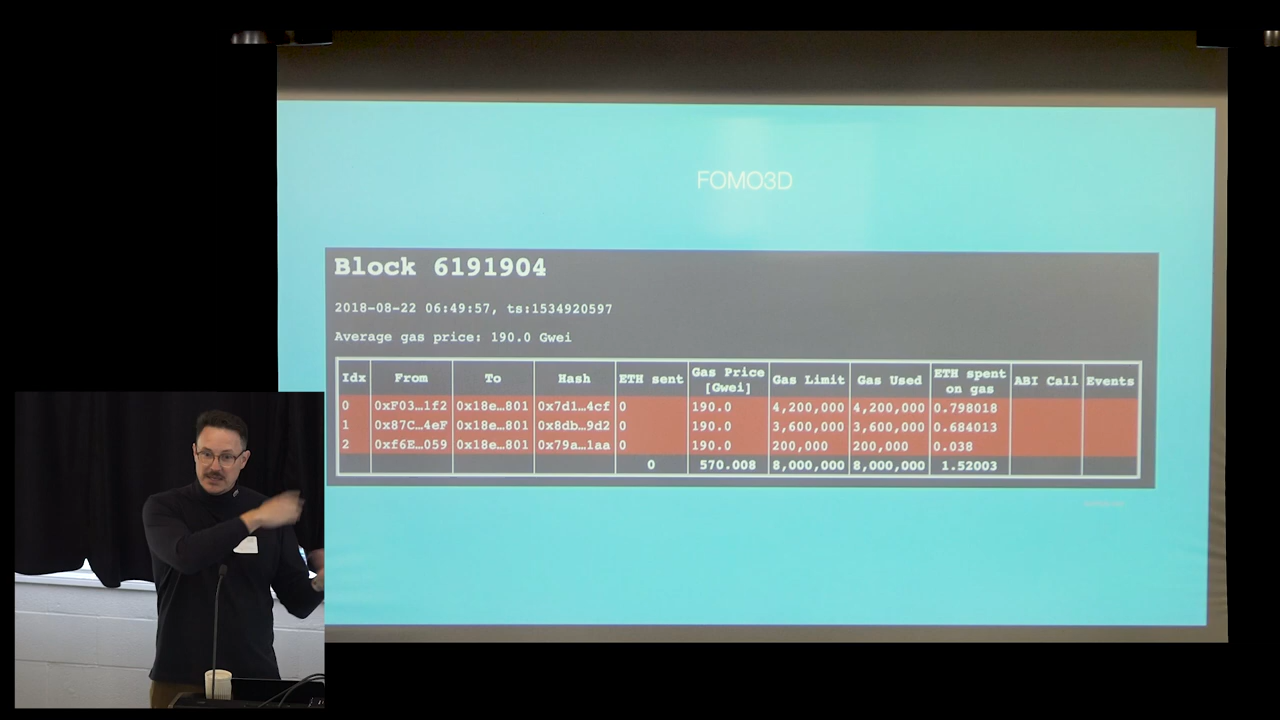 FOMO3D
Block 6191904
2018-08-22 06:49:57, ts:1534920597
Average gas price: 190.0 Gwei
Idx From To Hash ETH sent Gas Price [Gwei] Gas Limit Gas Used ETH spent on gas ABI Call Events
0 0xF03…1f2 0x18e…801 0x7d1…4cf 0 190.0 4,200,000 4,200,000 0.798018
1 0x87C…4eF 0x18e…801 0x8db…9d2 0 190.0 3,600,000 3,600,000 0.684013
2 0xf6E…059 0x18e…801 0x79a…1aa 0 190.0 200,000 200,000 0.038
0 570.008 8,000,000 8,000,000 1.52003